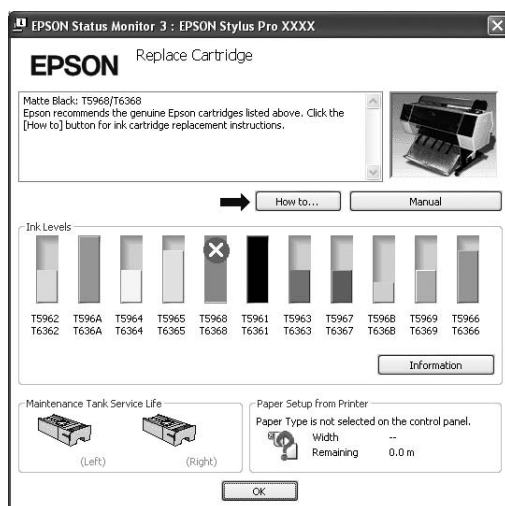 EPSON Status Monitor 3 : EPSON Stylus Pro XXXX
EPSON
Replace Cartridge
Matte Black: T5968/T6368
Epson recommends the genuine Epson cartridges listed above. Click the
[How to] button for ink cartridge replacement instructions.
How to...
Manual
Ink Levels
T5962 T596A T5964 T5965 T5968 T5961 T5963 T5967 T596B T5969 T5966
T6362 T636A T6364 T6365 T6368 T6361 T6363 T6367 T636B T6369 T6366
Information
Maintenance Tank Service Life
(Left)
(Right)
Paper Setup from Printer
Paper Type is not selected on the control panel.
Width --
Remaining 0.0 m
OK